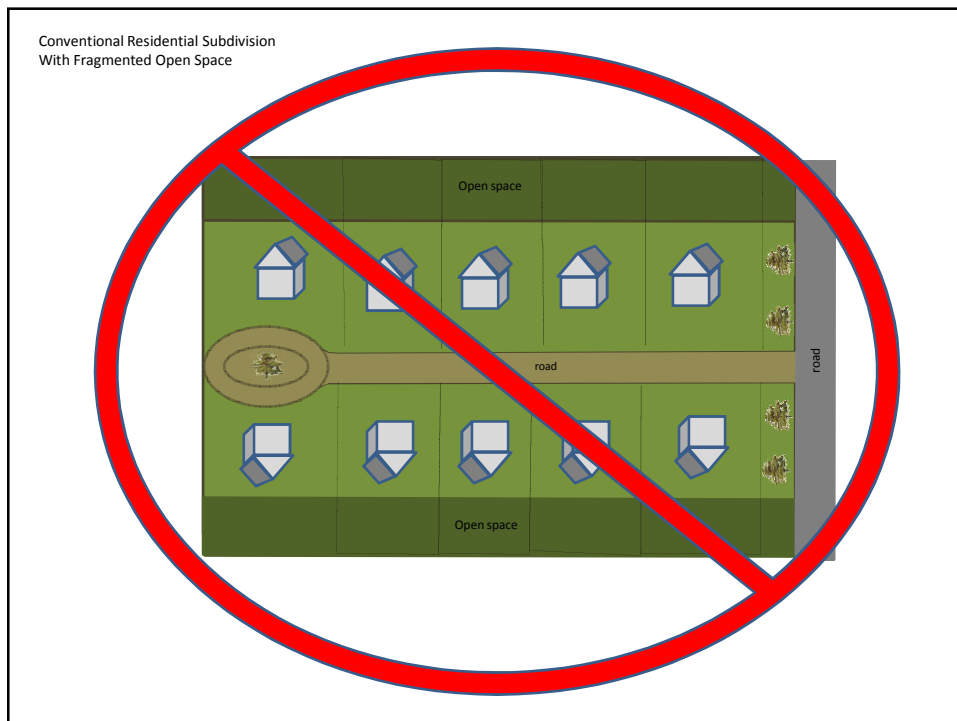 Conventional Residential Subdivision
With Fragmented Open Space
Open space
road
road
Open space